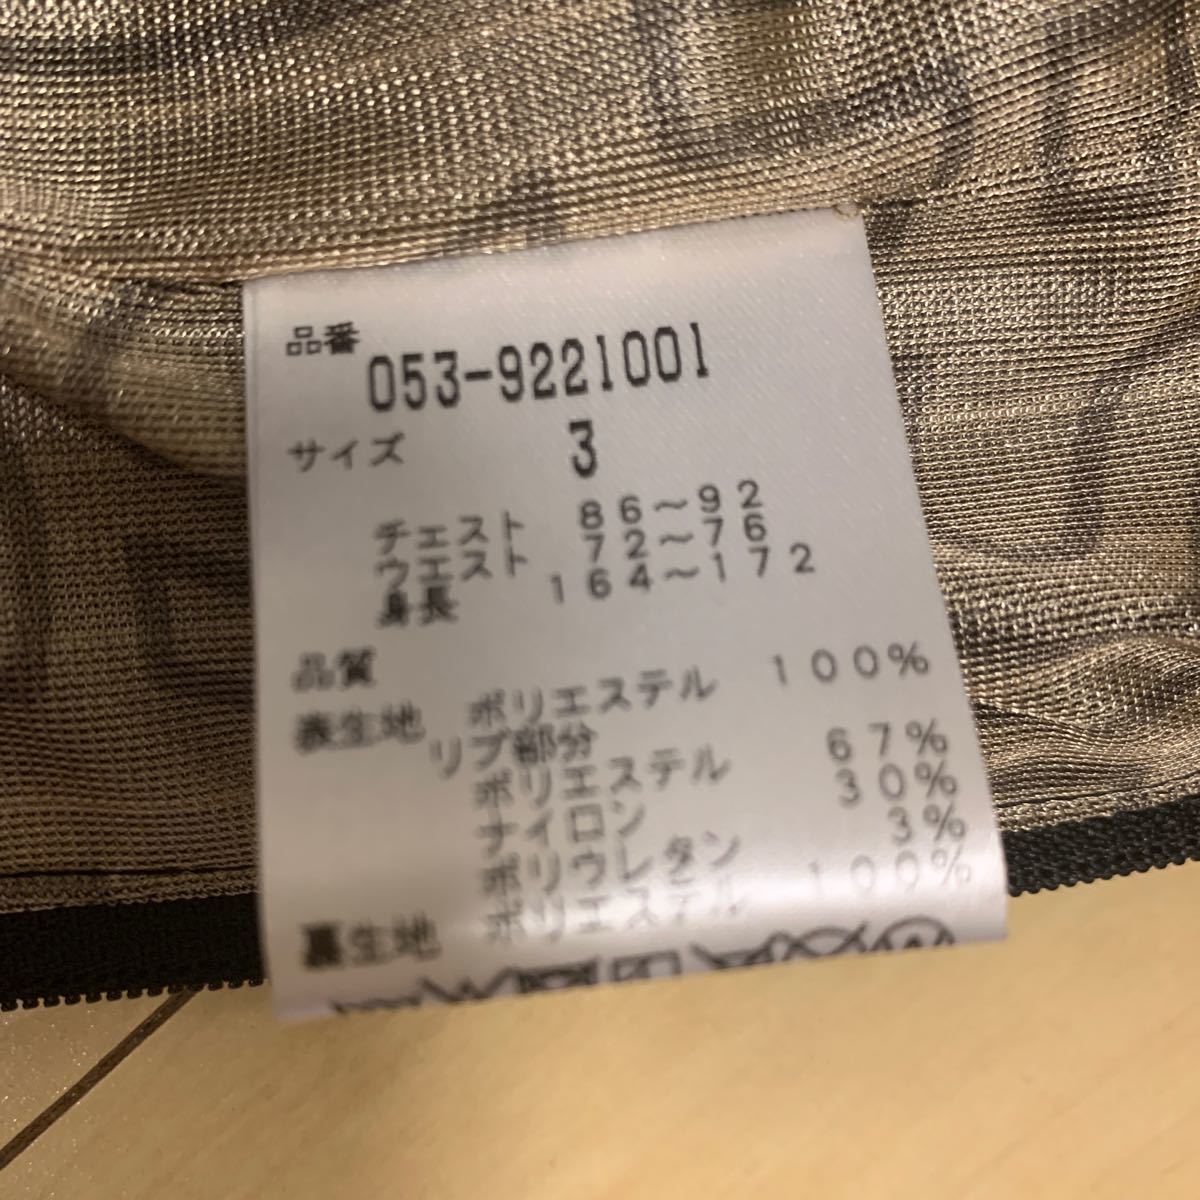 品番 053-9221001
サイズ 3
チェスト 86～92
ウエスト 72～76
身長 164～172
品質
表生地 ポリエステル 100%
リブ部分
ポリエステル 67%
ナイロン 30%
ポリウレタン 3%
裏生地 ポリエステル 100%